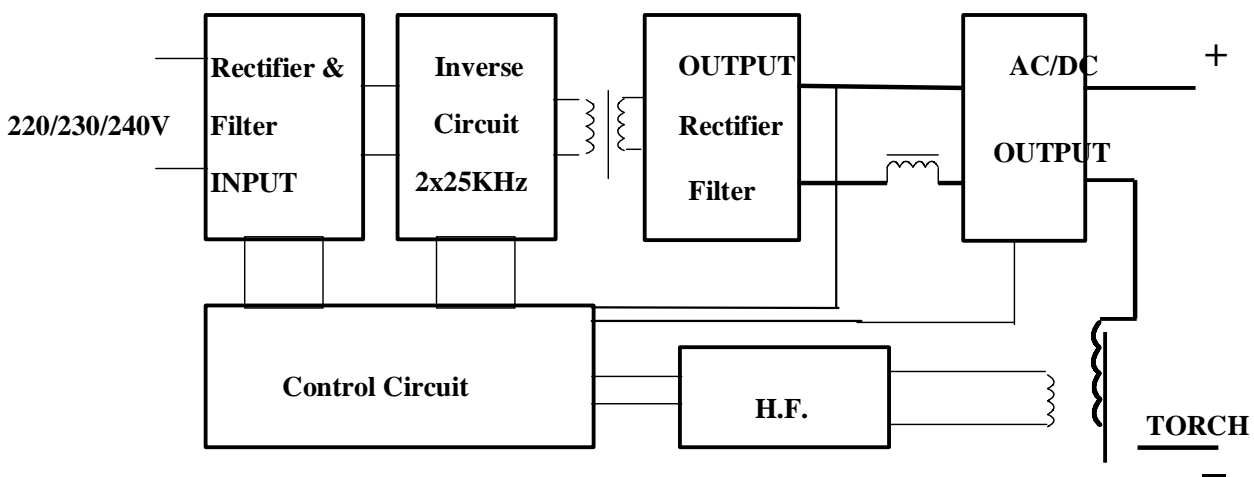 220/230/240V
Rectifier &
Filter
INPUT
Inverse
Circuit
2x25KHz
OUTPUT
Rectifier
Filter
AC/DC
OUTPUT
+
Control Circuit
H.F.
TORCH
–